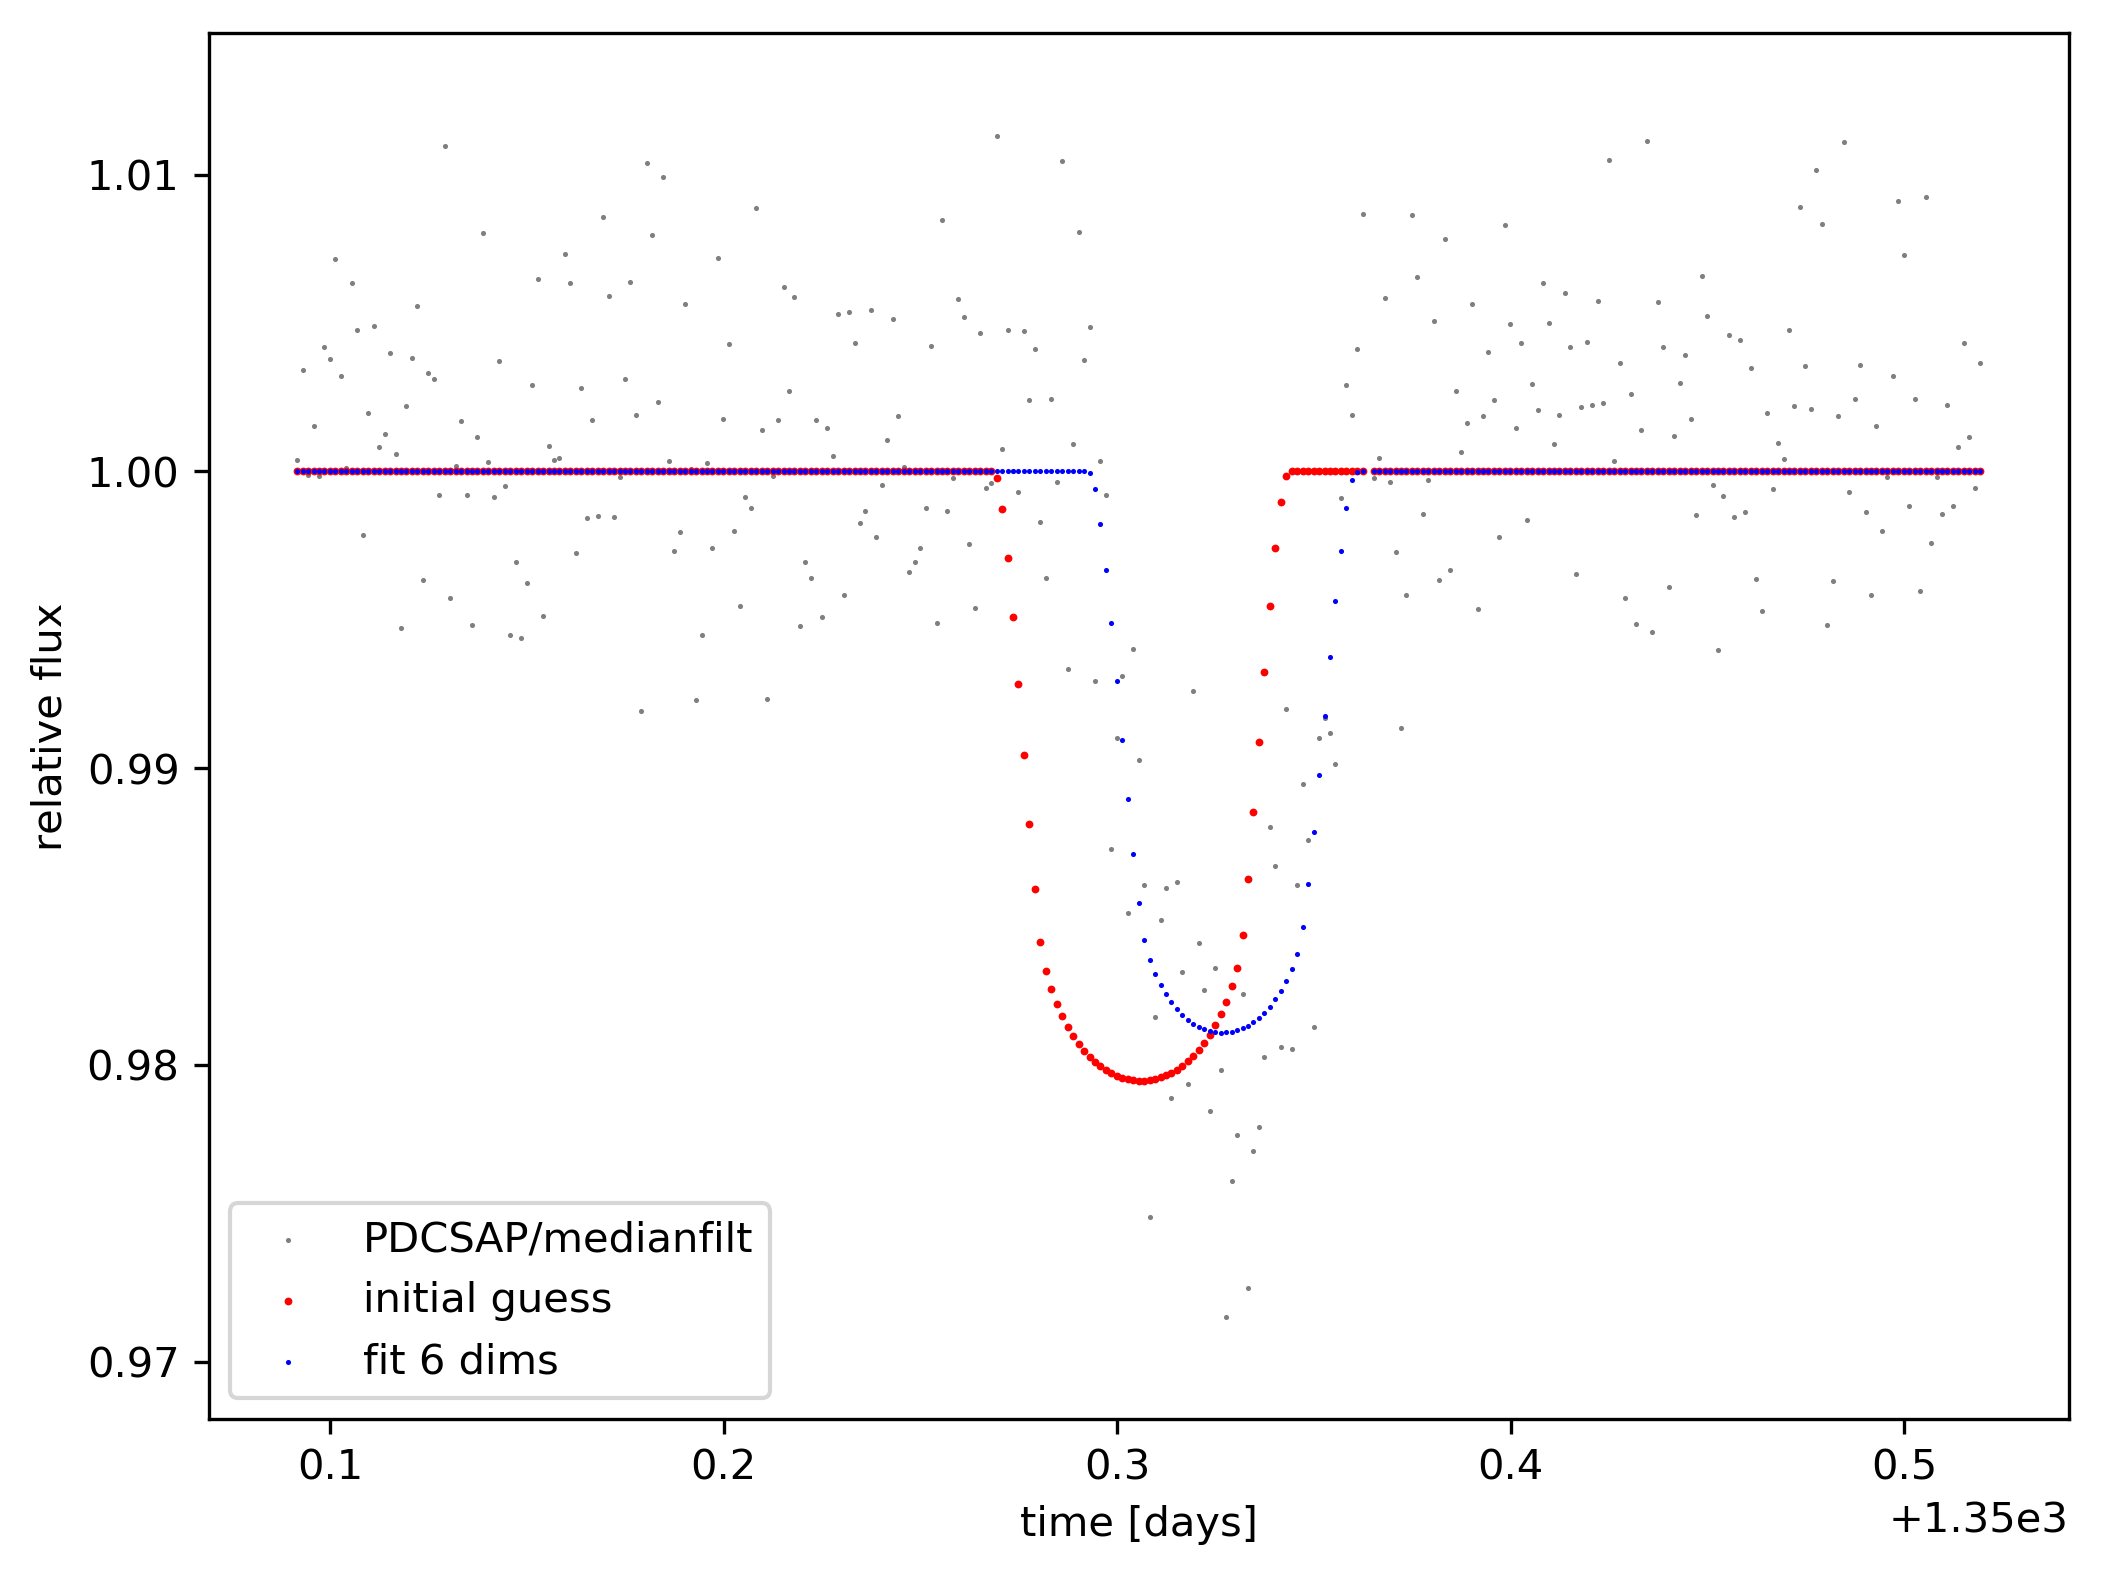 1.01
1.00
0.99
0.98
0.97
relative flux
PDCSAP/medianfilt
initial guess
fit 6 dims
0.1
0.2
0.3
0.4
0.5
time [days]
+1.35e3